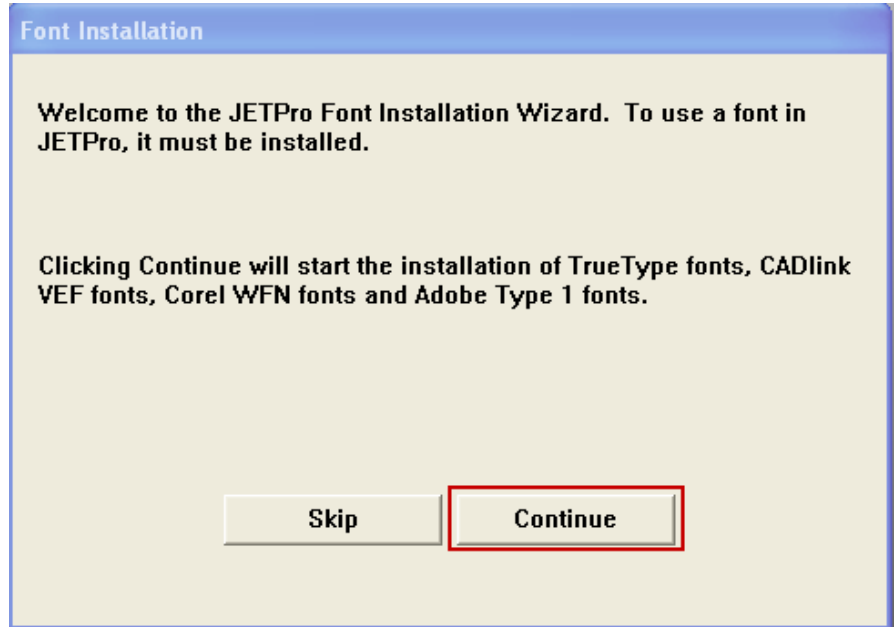 Font Installation
Welcome to the JETPro Font Installation Wizard.  To use a font in
JETPro, it must be installed.
Clicking Continue will start the installation of TrueType fonts, CADlink
VEF fonts, Corel WFN fonts and Adobe Type 1 fonts.
Skip
Continue